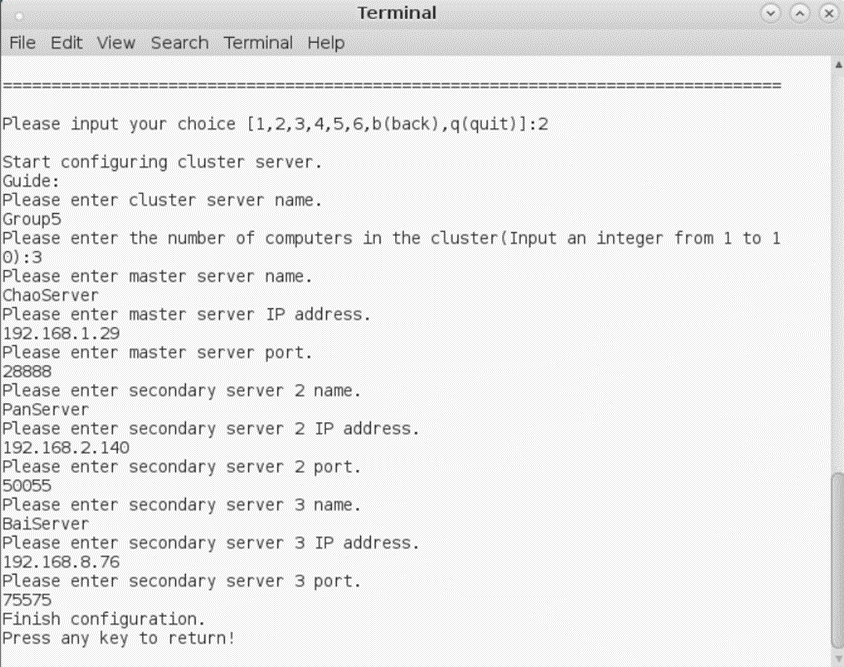 Terminal
File Edit View Search Terminal Help
================================================================================
Please input your choice [1,2,3,4,5,6,b(back),q(quit)]:2
Start configuring cluster server.
Guide:
Please enter cluster server name.
Group5
Please enter the number of computers in the cluster(Input an integer from 1 to 1
0):3
Please enter master server name.
ChaoServer
Please enter master server IP address.
192.168.1.29
Please enter master server port.
28888
Please enter secondary server 2 name.
PanServer
Please enter secondary server 2 IP address.
192.168.2.140
Please enter secondary server 2 port.
50055
Please enter secondary server 3 name.
BaiServer
Please enter secondary server 3 IP address.
192.168.8.76
Please enter secondary server 3 port.
75575
Finish configuration.
Press any key to return!